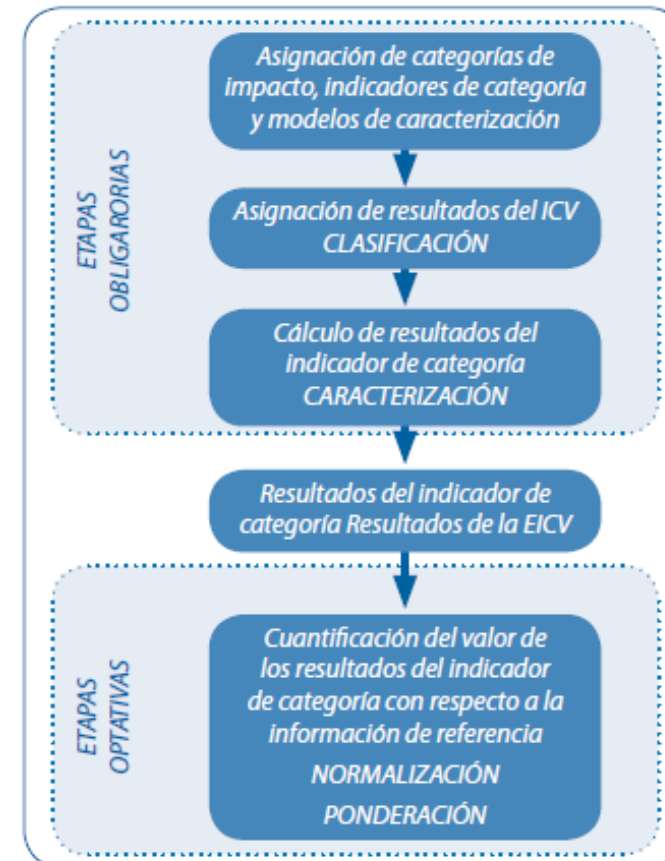 ETAPAS
OBLIGARORIAS
Asignación de categorías de
impacto, indicadores de categoría
y modelos de caracterización
Asignación de resultados del ICV
CLASIFICACIÓN
Cálculo de resultados del
indicador de categoría
CARACTERIZACIÓN
Resultados del indicador de
categoría Resultados de la EICV
ETAPAS
OPTATIVAS
Cuantificación del valor de
los resultados del indicador
de categoría con respecto a la
información de referencia
NORMALIZACIÓN
PONDERACIÓN